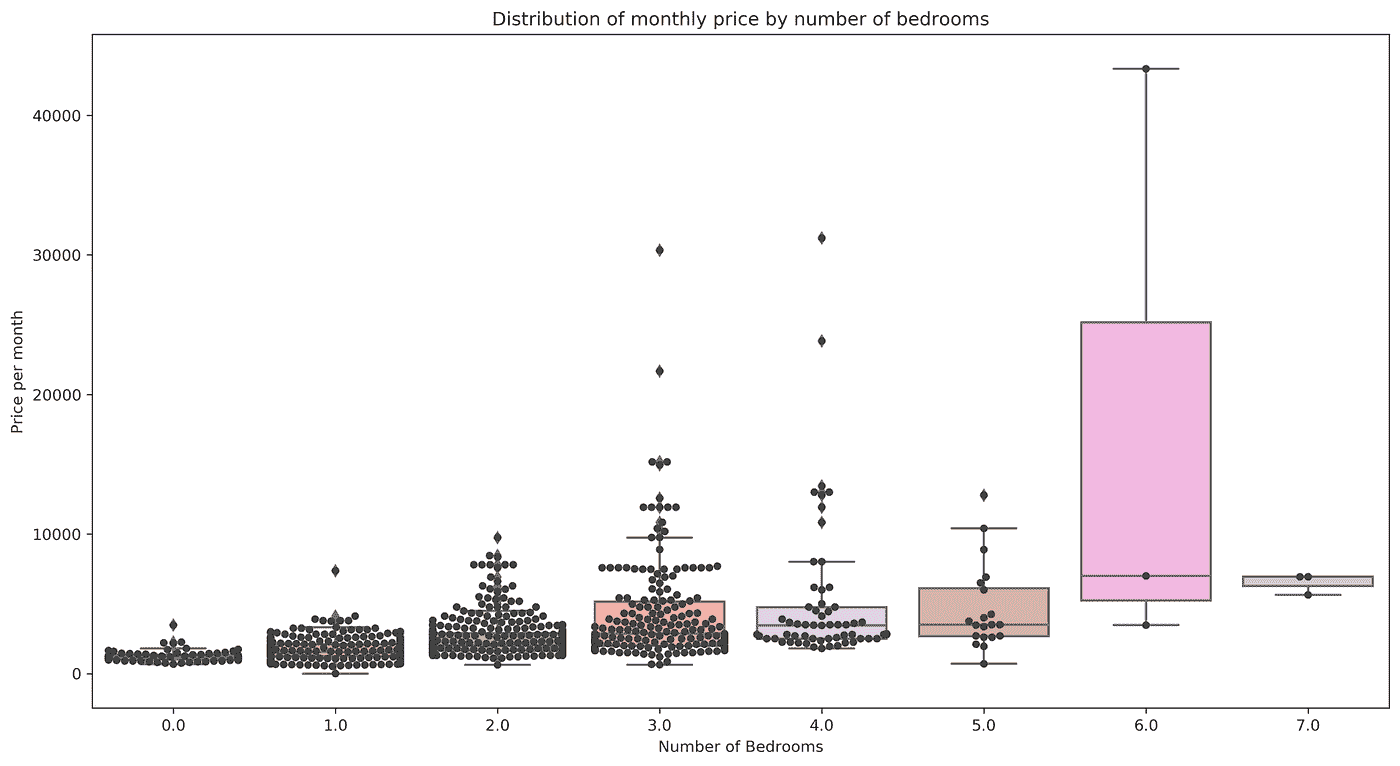 Distribution of monthly price by number of bedrooms
40000
30000
20000
10000
0
Price per month
0.0 1.0 2.0 3.0 4.0 5.0 6.0 7.0
Number of Bedrooms